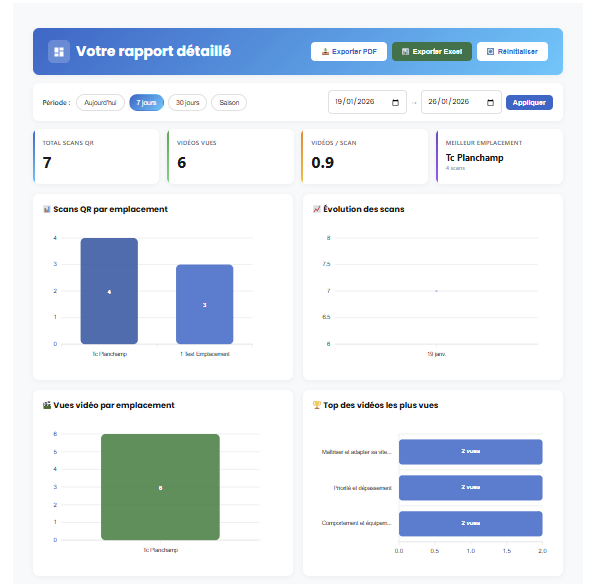 Votre rapport détaillé
Exporter PDF
Exporter Excel
Réinitialiser
Période :
Aujourd'hui
7 jours
30 jours
Saison
19/01/2026
→
26/01/2026
Appliquer
TOTAL SCANS QR
7
VIDÉOS VUES
6
VIDÉOS / SCAN
0.9
MEILLEUR EMPLACEMENT
Tc Planchamp
4 scans
Scans QR par emplacement
4
3
2
1
0
4
3
Tc Planchamp
1 Test Emplacement
Évolution des scans
8
7.5
7
6.5
6
19 janv.
Vues vidéo par emplacement
6
5
4
3
2
1
0
6
Tc Planchamp
Top des vidéos les plus vues
Maîtriser et adapter sa vite...
2 vues
Priorité et dépassement
2 vues
Comportement et équipem...
2 vues
0.0
0.5
1.0
1.5
2.0